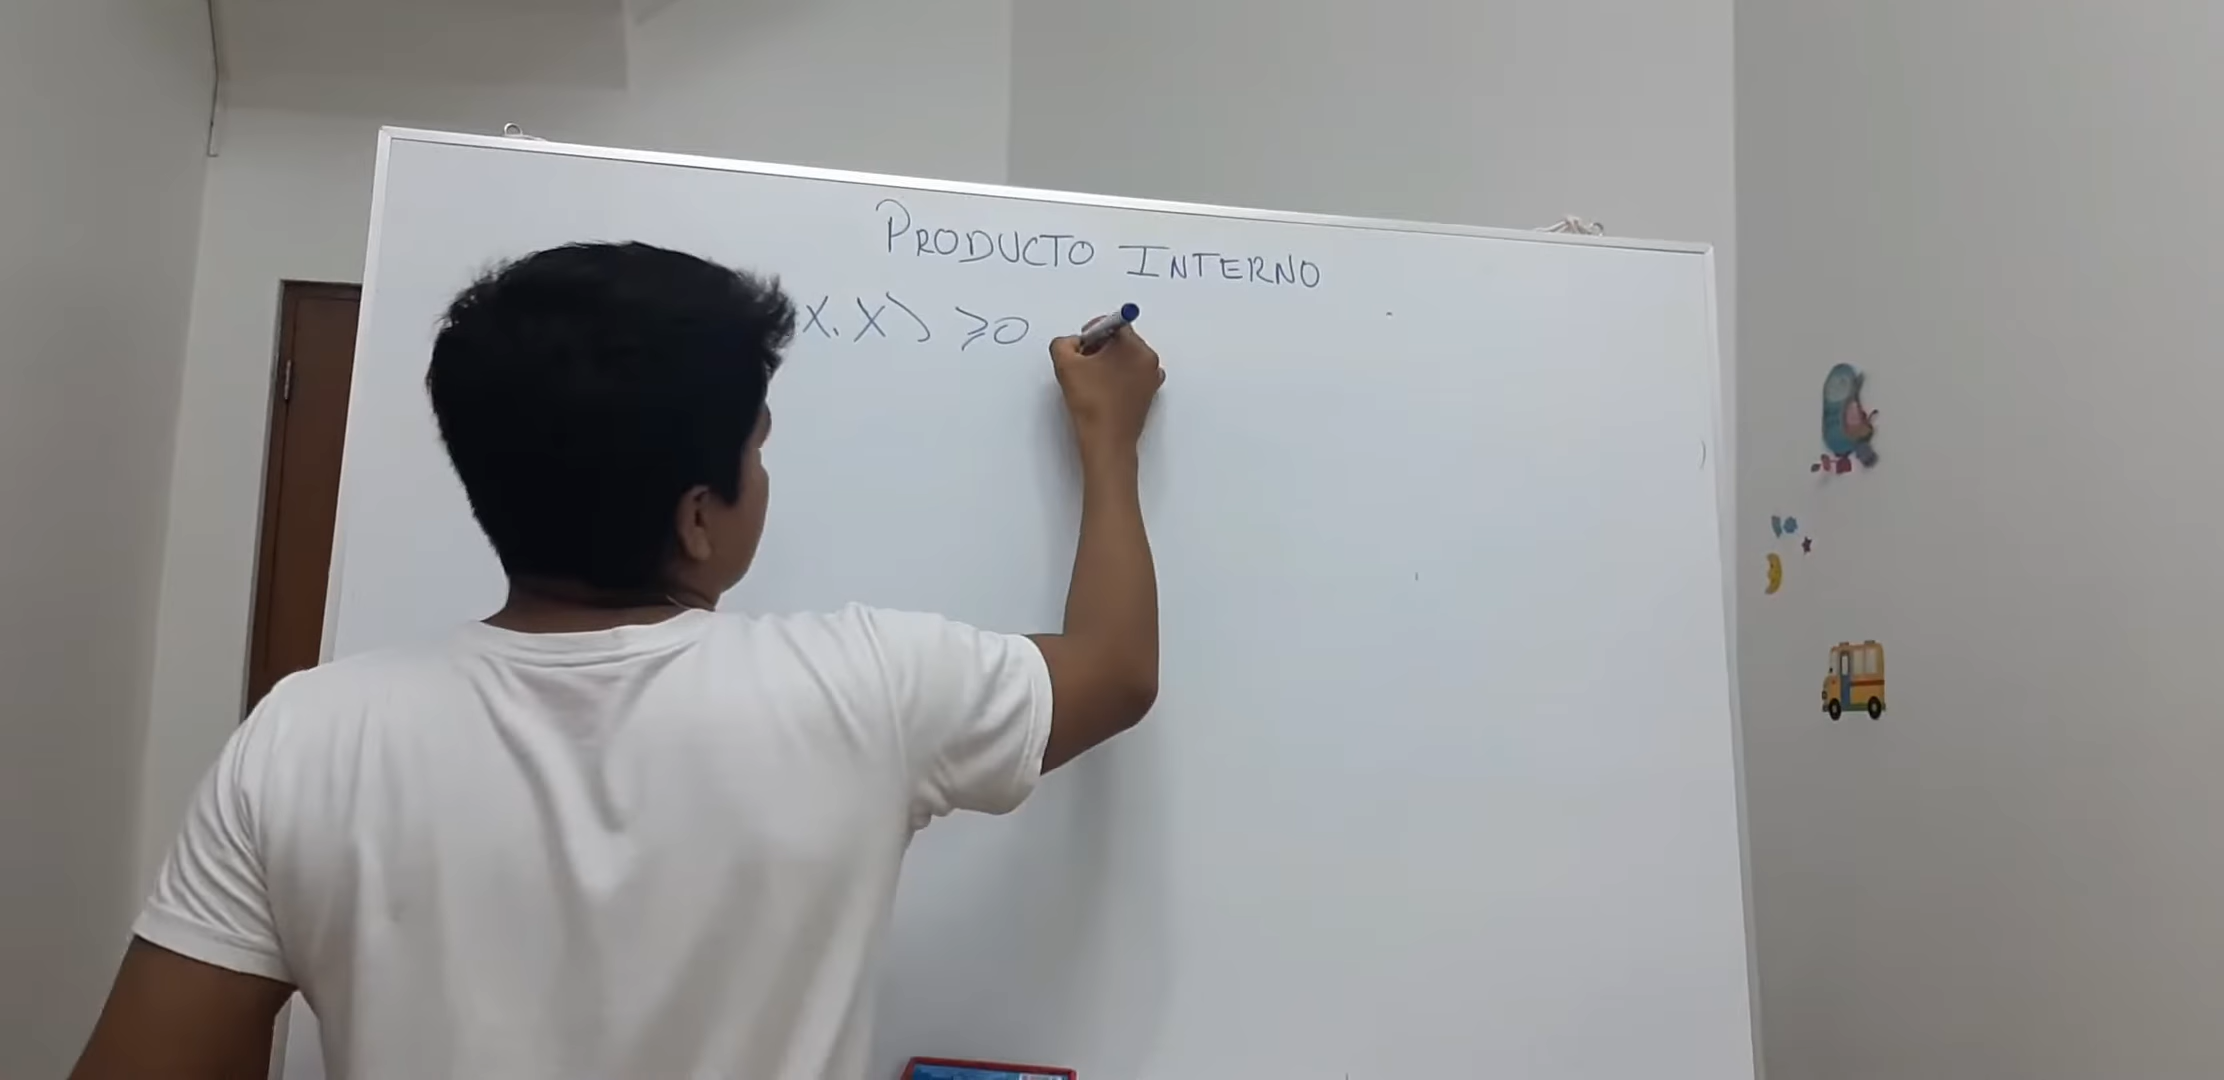 PRODUCTO INTERNO
X, X⟩ ⩾0